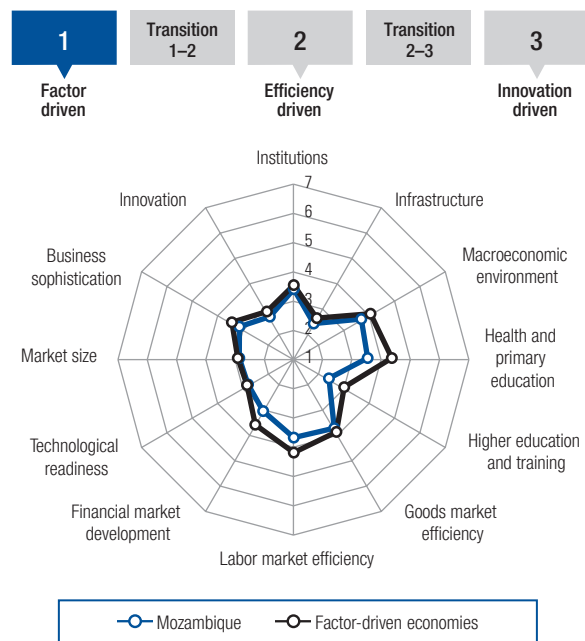 1
Transition
1–2
2
Transition
2–3
3
Factor
driven
Efficiency
driven
Innovation
driven
Institutions
7
6
5
4
3
2
1
Infrastructure
Macroeconomic
environment
Health and
primary
education
Higher education
and training
Goods market
efficiency
Labor market efficiency
Financial market
development
Technological
readiness
Market size
Business
sophistication
Innovation
Mozambique
Factor-driven economies